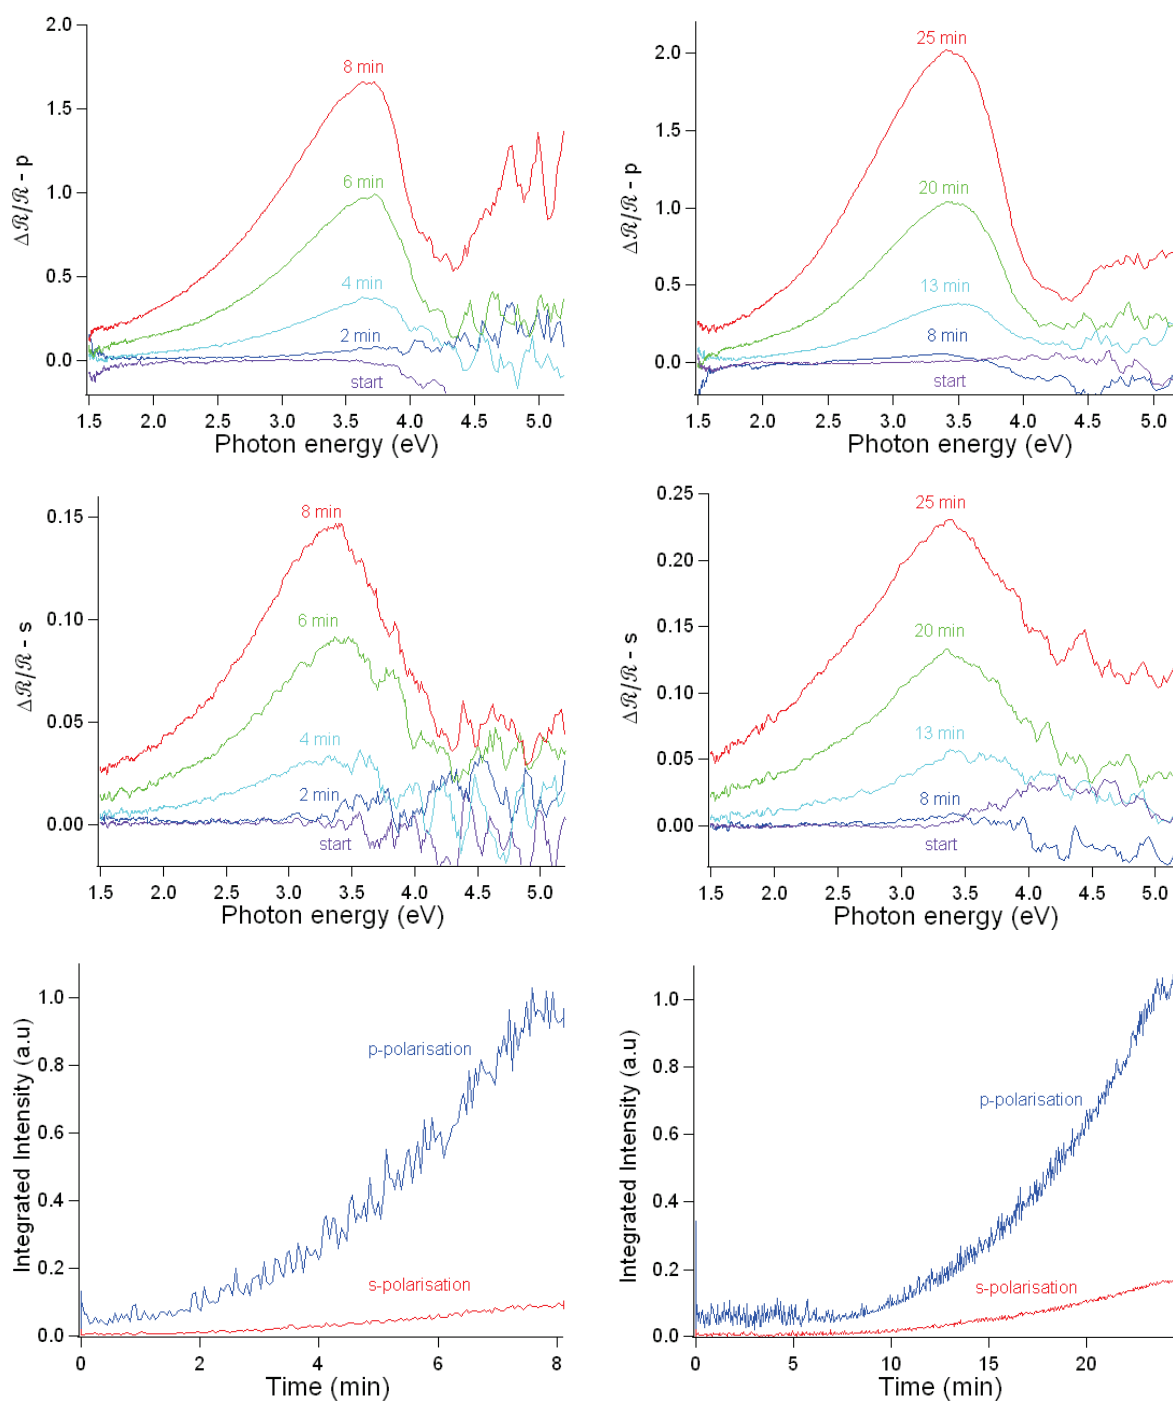 2.0
1.5
1.0
0.5
0.0
ΔℛR/ℛ - p
8 min
6 min
4 min
2 min
start
1.5 2.0 2.5 3.0 3.5 4.0 4.5 5.0
Photon energy (eV)
2.0
1.5
1.0
0.5
0.0
Δℛ/ℛ - p
25 min
20 min
13 min
8 min
start
1.5 2.0 2.5 3.0 3.5 4.0 4.5 5.0
Photon energy (eV)
0.15
0.10
0.05
0.00
Δℛ/ℛ - s
8 min
6 min
4 min
2 min
start
1.5 2.0 2.5 3.0 3.5 4.0 4.5 5.0
Photon energy (eV)
0.25
0.20
0.15
0.10
0.05
0.00
Δℛ/ℛ - s
25 min
20 min
13 min
8 min
start
1.5 2.0 2.5 3.0 3.5 4.0 4.5 5.0
Photon energy (eV)
1.0
0.8
0.6
0.4
0.2
0.0
Integrated Intensity (a.u)
p-polarisation
s-polarisation
0 2 4 6 8
Time (min)
1.0
0.8
0.6
0.4
0.2
0.0
Integrated Intensity (a.u)
p-polarisation
s-polarisation
0 5 10 15 20
Time (min)